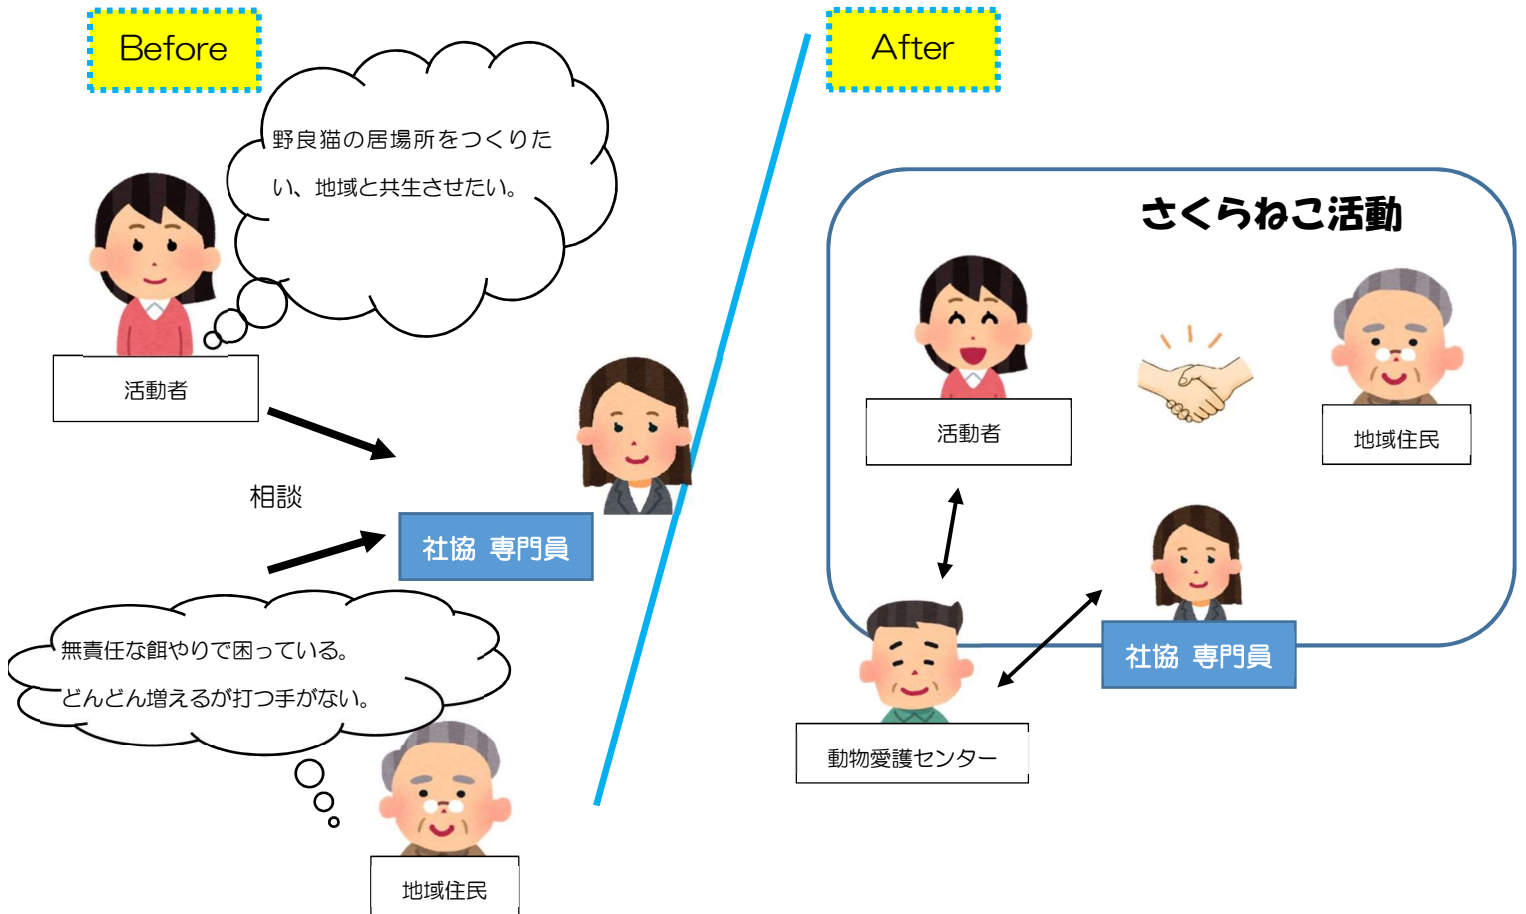 Before
野良猫の居場所をつくりた
い、地域と共生させたい。
活動者
相談
社協 専門員
無責任な餌やりで困っている。
どんどん増えるが打つ手がない。
地域住民
After
さくらねこ活動
活動者
地域住民
社協 専門員
動物愛護センター